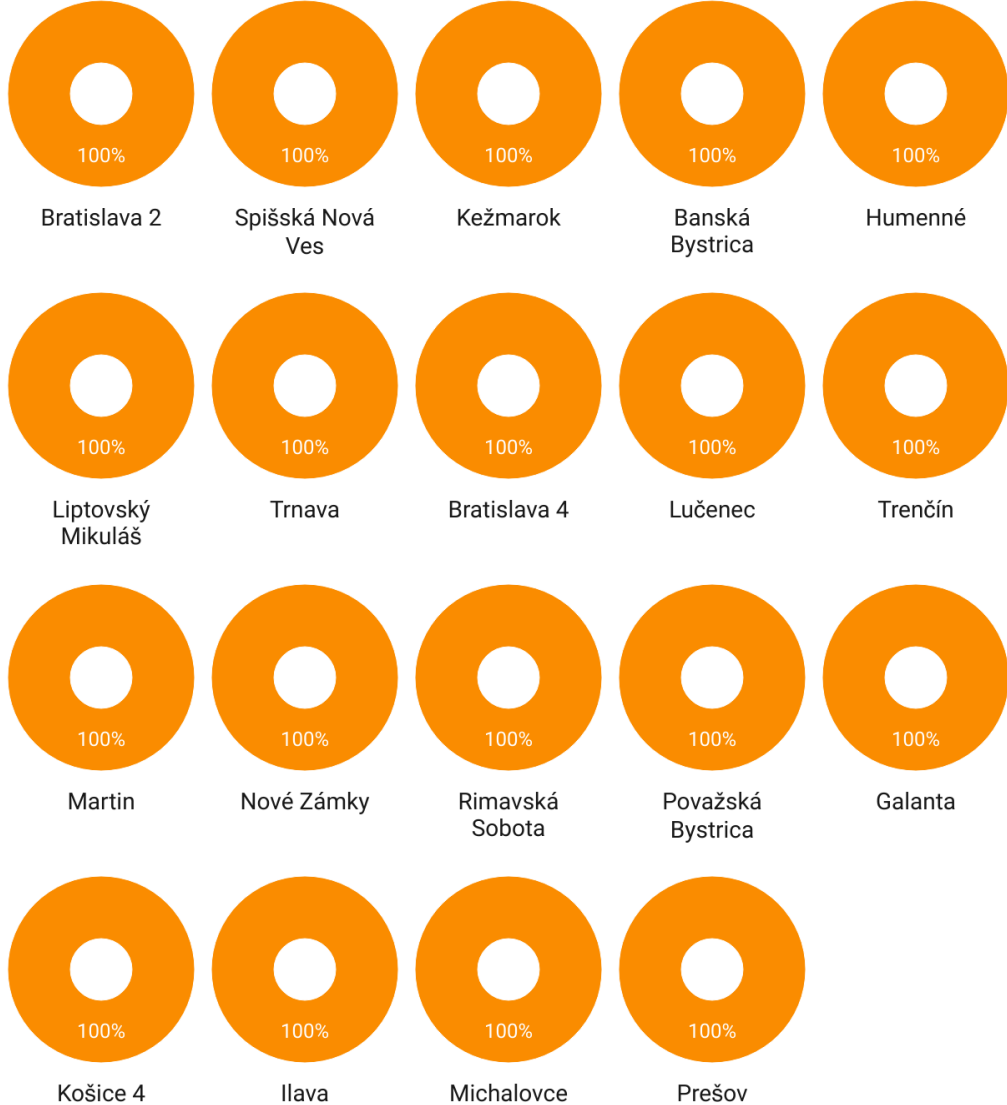 100% 100% 100% 100% 100%
Bratislava 2 Spišská Nová Kežmarok Banská Humenné
Ves Bystrica
100% 100% 100% 100% 100%
Liptovský Trnava Bratislava 4 Lučenec Trenčín
Mikuláš
100% 100% 100% 100% 100%
Martin Nové Zámky Rimavská Považská Galanta
Sobota Bystrica
100% 100% 100% 100%
Košice 4 Ilava Michalovce Prešov